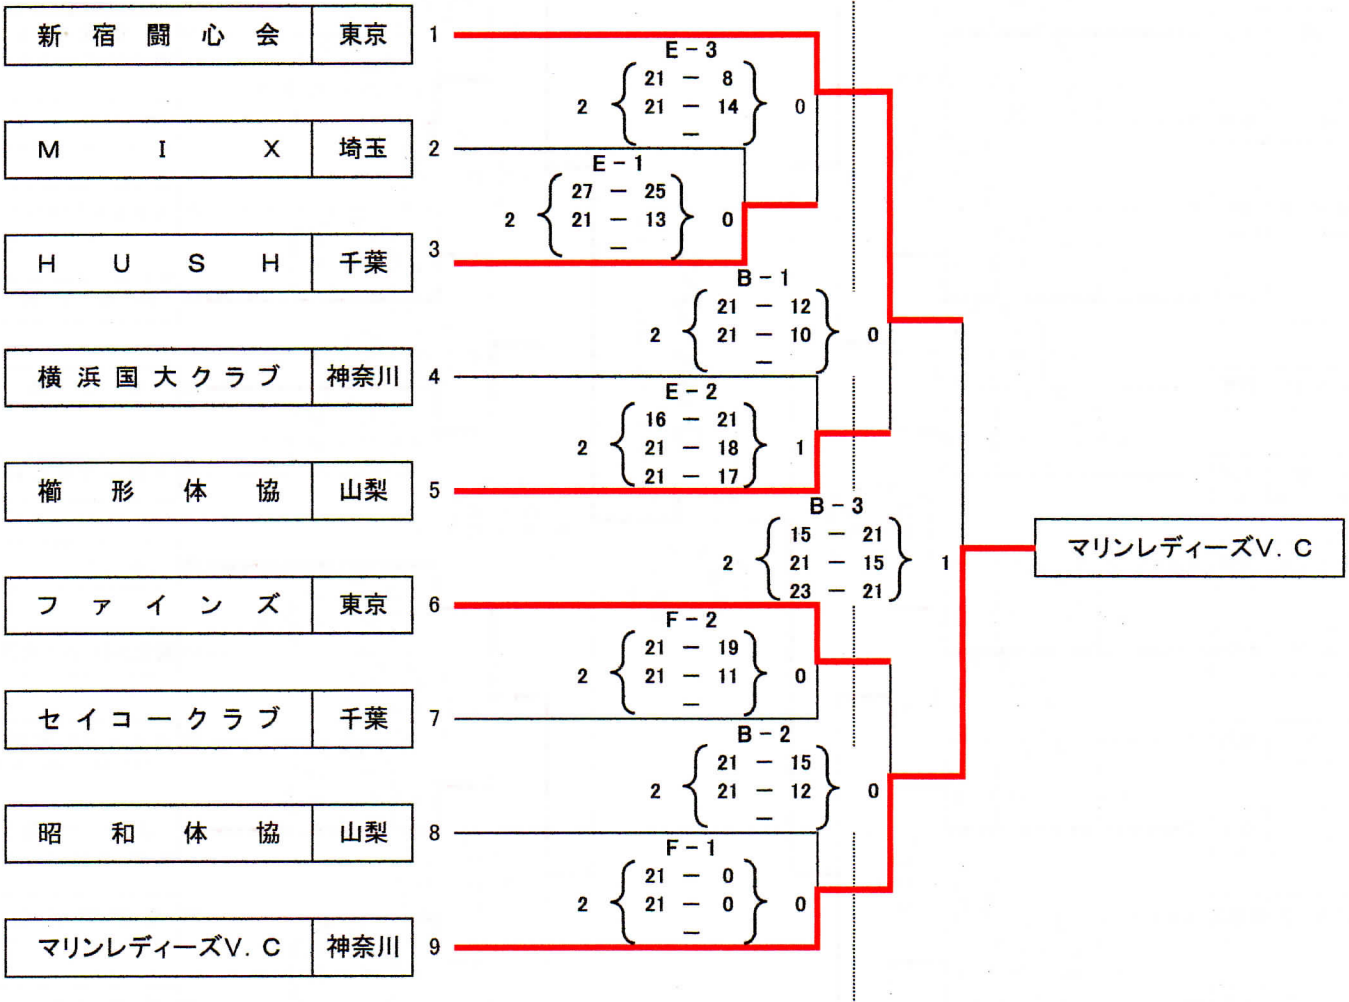 新宿闘心会 東京 1
E－3
21 － 8
2 21 － 14 0
－
MIX 埼玉 2
E－1
27 － 25
2 21 － 13 0
－
HUSH 千葉 3
B－1
21 － 12
2 21 － 10 0
－
横浜国大クラブ 神奈川 4
E－2
16 － 21
2 21 － 18 1
21 － 17
櫛形体協 山梨 5
B－3
15 － 21
2 21 － 15 1
23 － 21
マリンレディーズV.C
ファインズ 東京 6
F－2
21 － 19
2 21 － 11 0
－
セイコークラブ 千葉 7
B－2
21 － 15
2 21 － 12 0
－
昭和体協 山梨 8
F－1
21 － 0
2 21 － 0 0
－
マリンレディーズV.C 神奈川 9